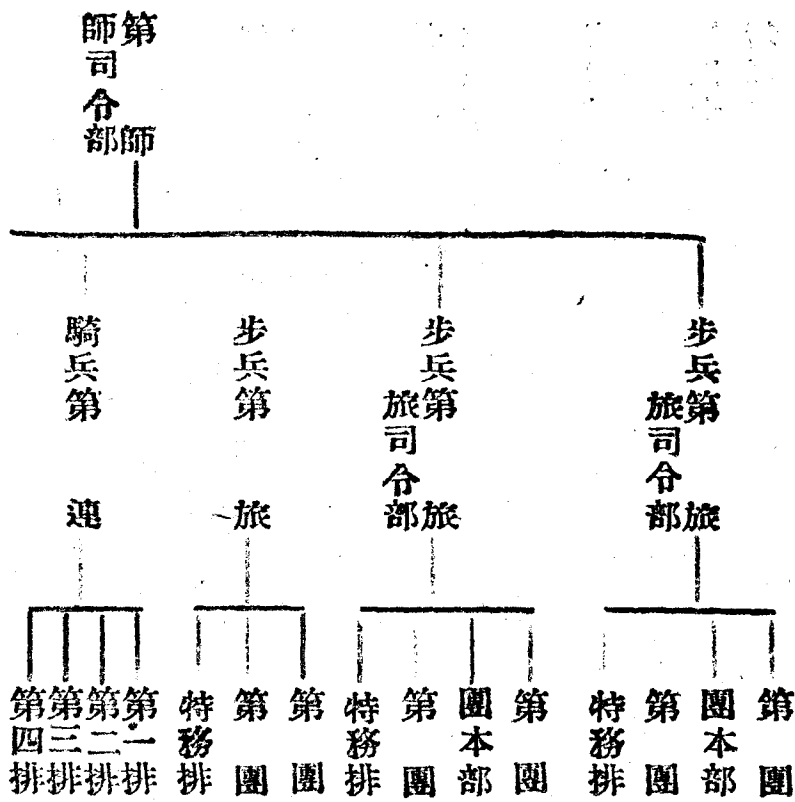 第　師
師司令部
步兵第　旅
旅司令部
步兵第　旅
旅司令部
步兵第　旅
騎兵第　連
第　團
團本部
第　團
特務排
第　團
團本部
第　團
特務排
第　團
第　團
特務排
第一排
第二排
第三排
第四排